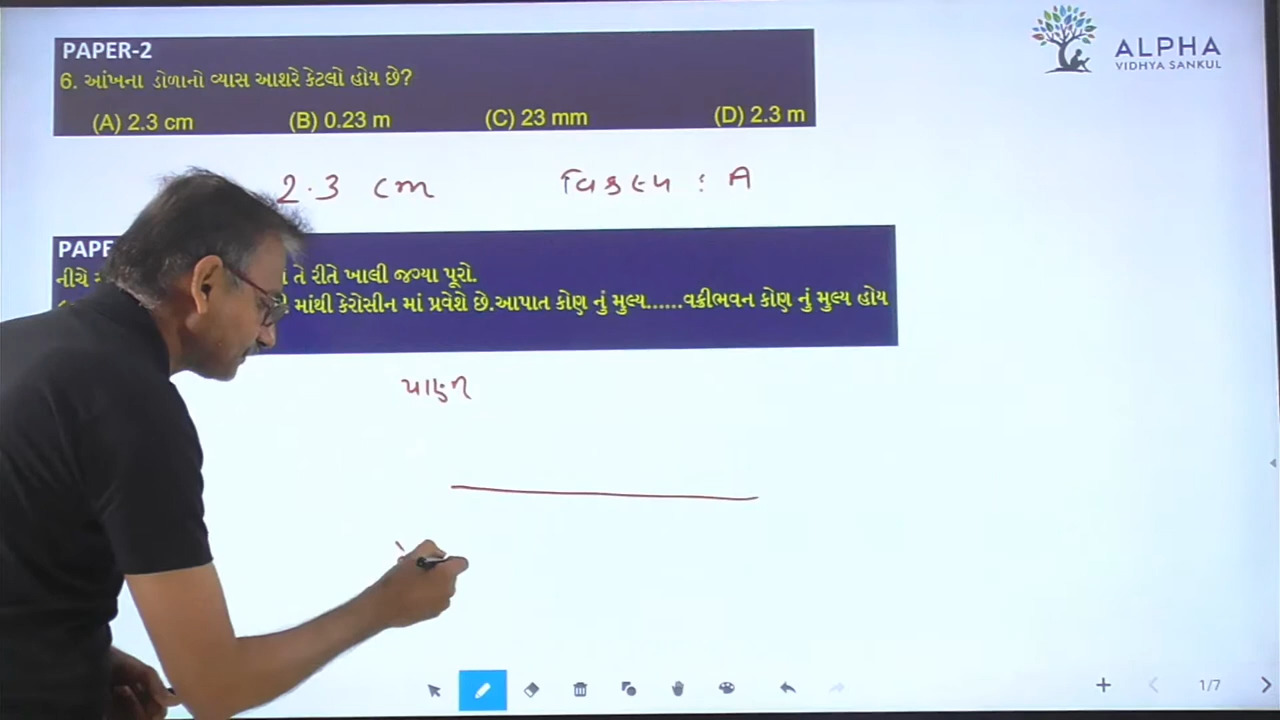 ALPHA
VIDHYA SANKUL
PAPER-2
6. આંખના ડોળાનો વ્યાસ આશરે કેટલો હોય છે?
(A) 2.3 cm (B) 0.23 m (C) 23 mm (D) 2.3 m
2.3 cm વિકલ્પ : A
PAPE
નીચે તે રીતે ખાલી જગ્યા પૂરો.
માંથી કેરોસીન માં પ્રવેશે છે.આપાત કોણ નું મુલ્ય......વક્રીભવન કોણ નું મુલ્ય હોય
પાણી
1/7